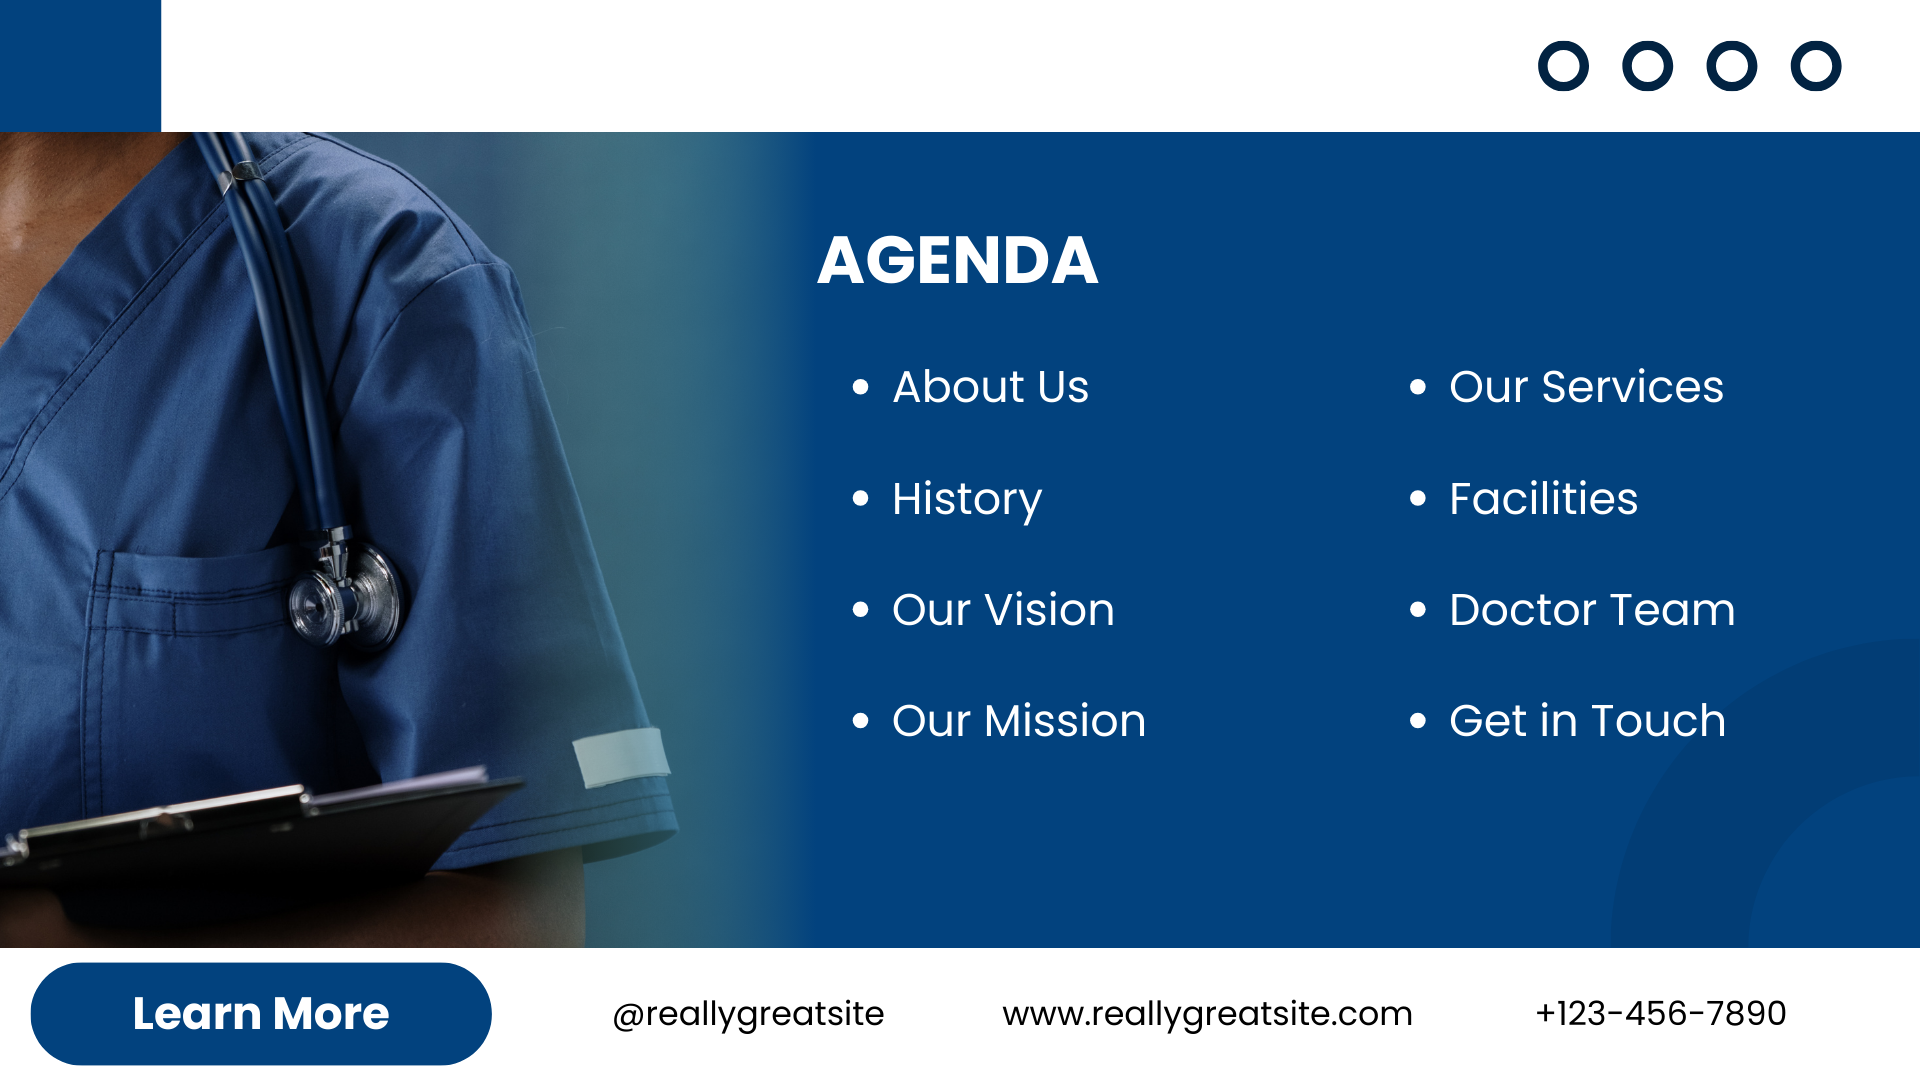 AGENDA
About Us
History
Our Vision
Our Mission
Our Services
Facilities
Doctor Team
Get in Touch
Learn More
@reallygreatsite
www.reallygreatsite.com
+123-456-7890